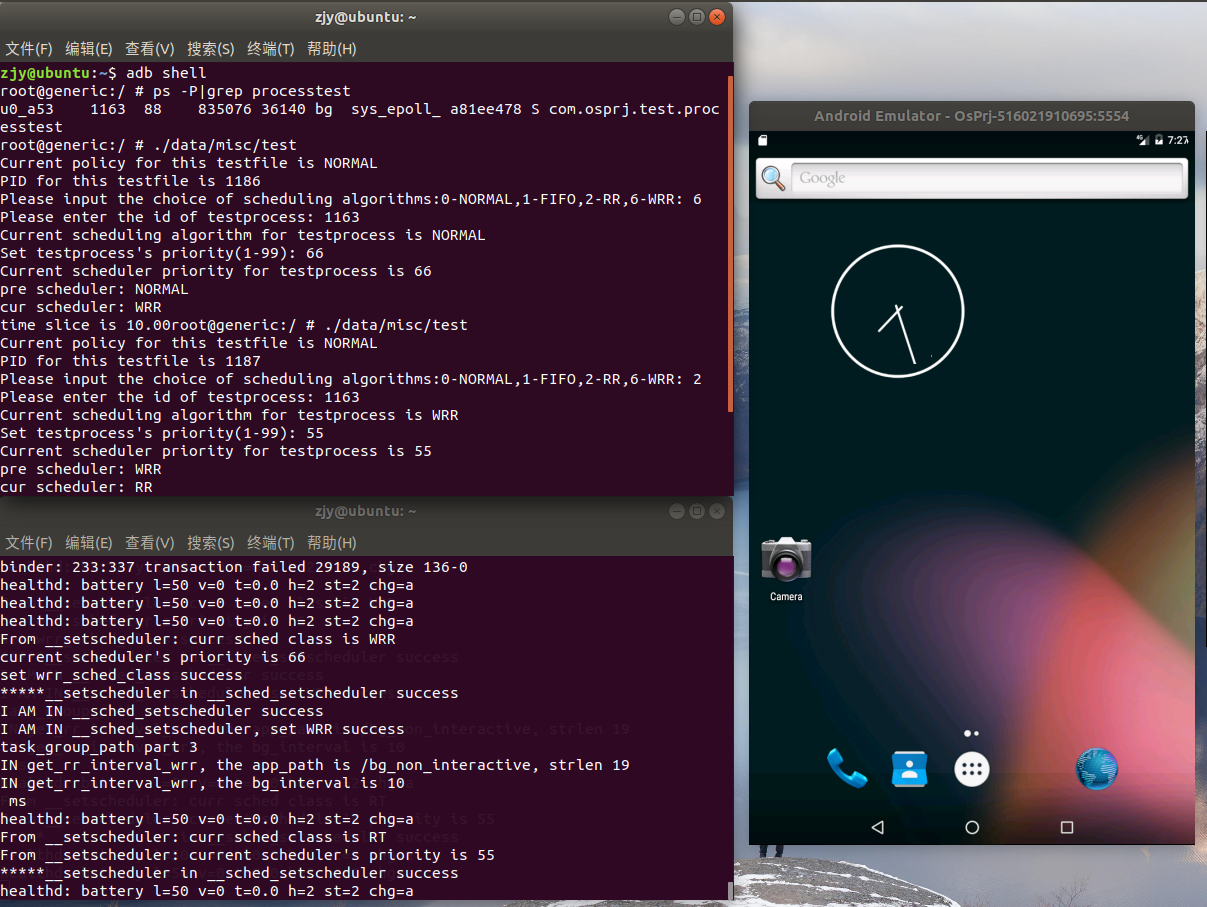 zjy@ubuntu: ~
文件(F) 编辑(E) 查看(V) 搜索(S) 终端(T) 帮助(H)
zjy@ubuntu:~$ adb shell
root@generic:/ # ps -P|grep processtest
u0_a53    1163  88    835076 36140 bg  sys_epoll_ a81ee478 S com.osprj.test.proc
esstest
root@generic:/ # ./data/misc/test
Current policy for this testfile is NORMAL
PID for this testfile is 1186
Please input the choice of scheduling algorithms:0-NORMAL,1-FIFO,2-RR,6-WRR: 6
Please enter the id of testprocess: 1163
Current scheduling algorithm for testprocess is NORMAL
Set testprocess's priority(1-99): 66
Current scheduler priority for testprocess is 66
pre scheduler: NORMAL
cur scheduler: WRR
time slice is 10.00root@generic:/ # ./data/misc/test
Current policy for this testfile is NORMAL
PID for this testfile is 1187
Please input the choice of scheduling algorithms:0-NORMAL,1-FIFO,2-RR,6-WRR: 2
Please enter the id of testprocess: 1163
Current scheduling algorithm for testprocess is WRR
Set testprocess's priority(1-99): 55
Current scheduler priority for testprocess is 55
pre scheduler: WRR
cur scheduler: RR
zjy@ubuntu: ~
文件(F) 编辑(E) 查看(V) 搜索(S) 终端(T) 帮助(H)
binder: 233:337 transaction failed 29189, size 136-0
healthd: battery l=50 v=0 t=0.0 h=2 st=2 chg=a
healthd: battery l=50 v=0 t=0.0 h=2 st=2 chg=a
healthd: battery l=50 v=0 t=0.0 h=2 st=2 chg=a
From __setscheduler: curr sched class is WRR
current scheduler's priority is 66
set wrr_sched_class success
*****__setscheduler in __sched_setscheduler success
I AM IN __sched_setscheduler success
I AM IN __sched_setscheduler, set WRR success
task_group_path part 3
IN get_rr_interval_wrr, the app_path is /bg_non_interactive, strlen 19
IN get_rr_interval_wrr, the bg_interval is 10
 ms
healthd: battery l=50 v=0 t=0.0 h=2 st=2 chg=a
From __setscheduler: curr sched class is RT
From __setscheduler: current scheduler's priority is 55
*****__setscheduler in __sched_setscheduler success
healthd: battery l=50 v=0 t=0.0 h=2 st=2 chg=a
Android Emulator - OsPrj-516021910695:5554
4G 7:27
Google
Camera